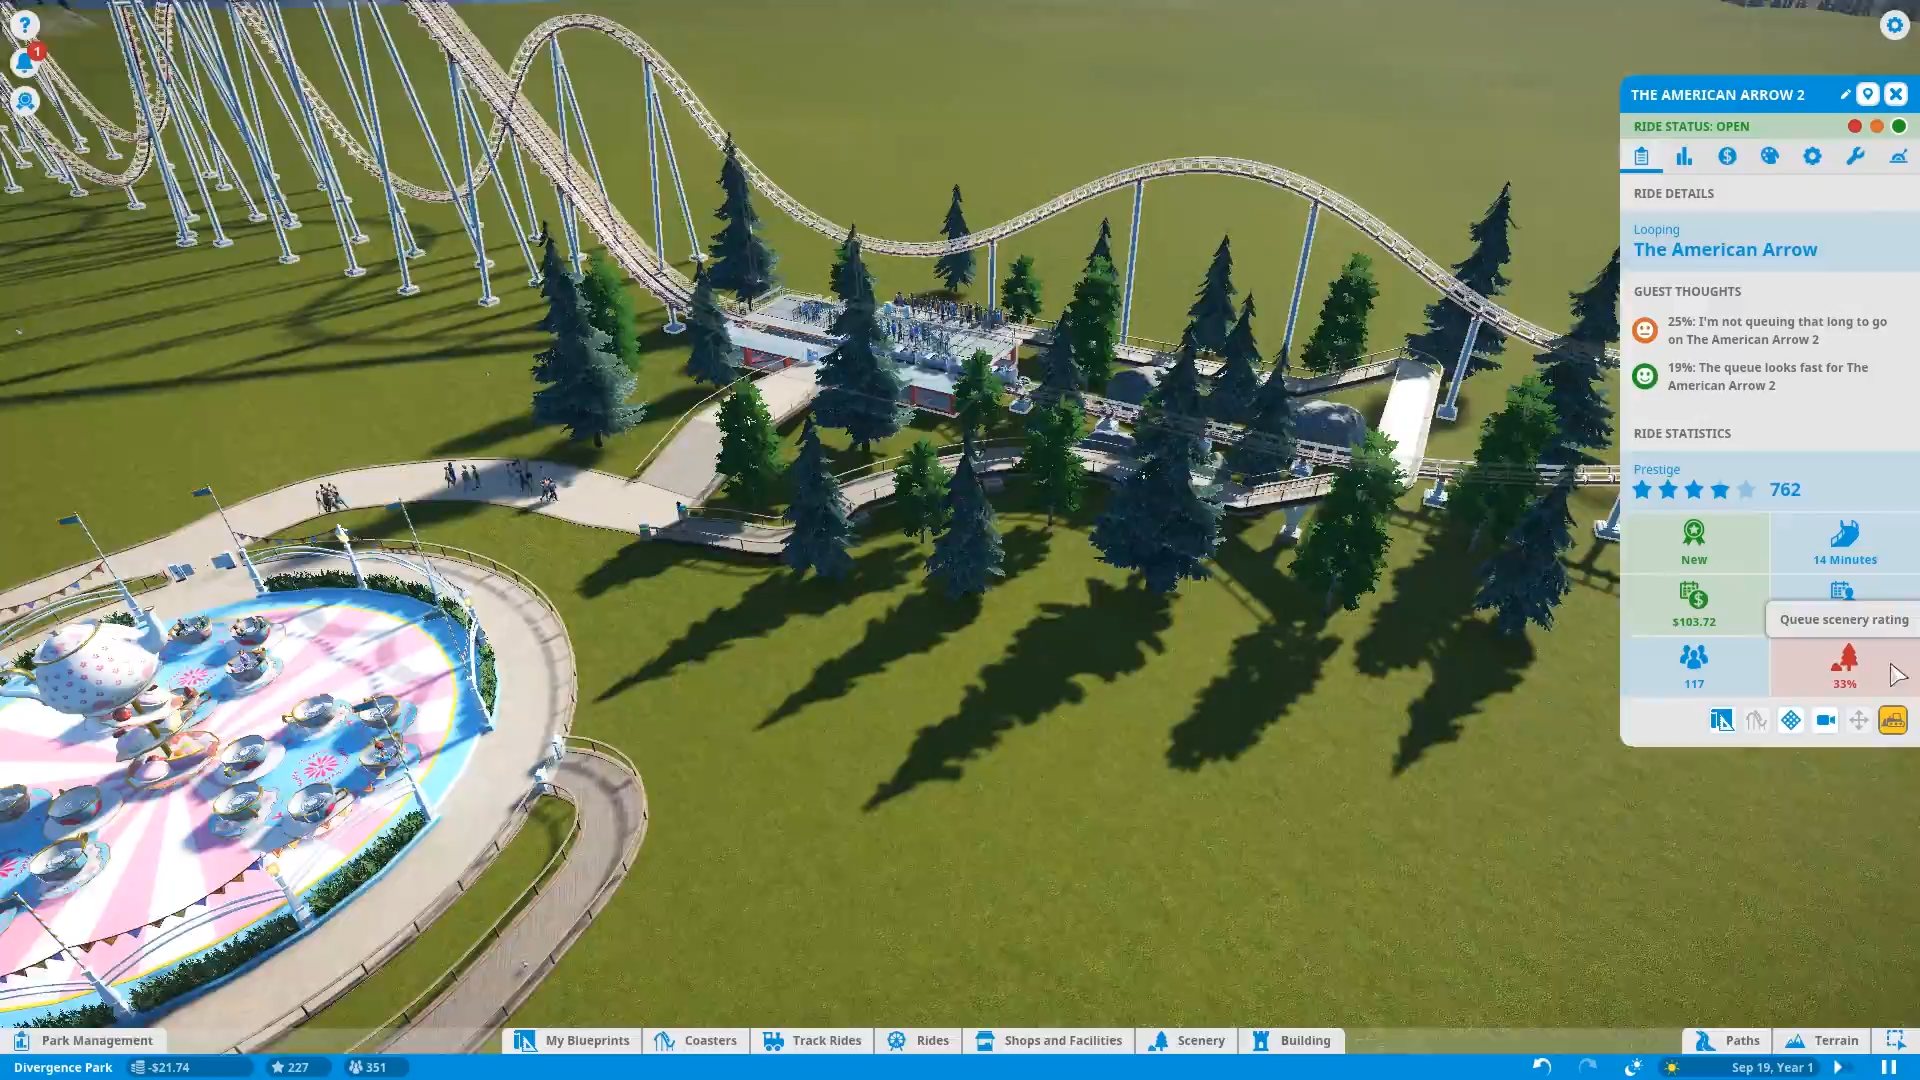 ?
1
THE AMERICAN ARROW 2
RIDE STATUS: OPEN
RIDE DETAILS
Looping
The American Arrow
GUEST THOUGHTS
25%: I'm not queuing that long to go
on The American Arrow 2
19%: The queue looks fast for The
American Arrow 2
RIDE STATISTICS
Prestige
762
New
14 Minutes
$103.72
Queue scenery rating
117
33%
Park Management
My Blueprints
Coasters
Track Rides
Rides
Shops and Facilities
Scenery
Building
Paths
Terrain
Divergence Park
-$21.74
227
351
Sep 19, Year 1